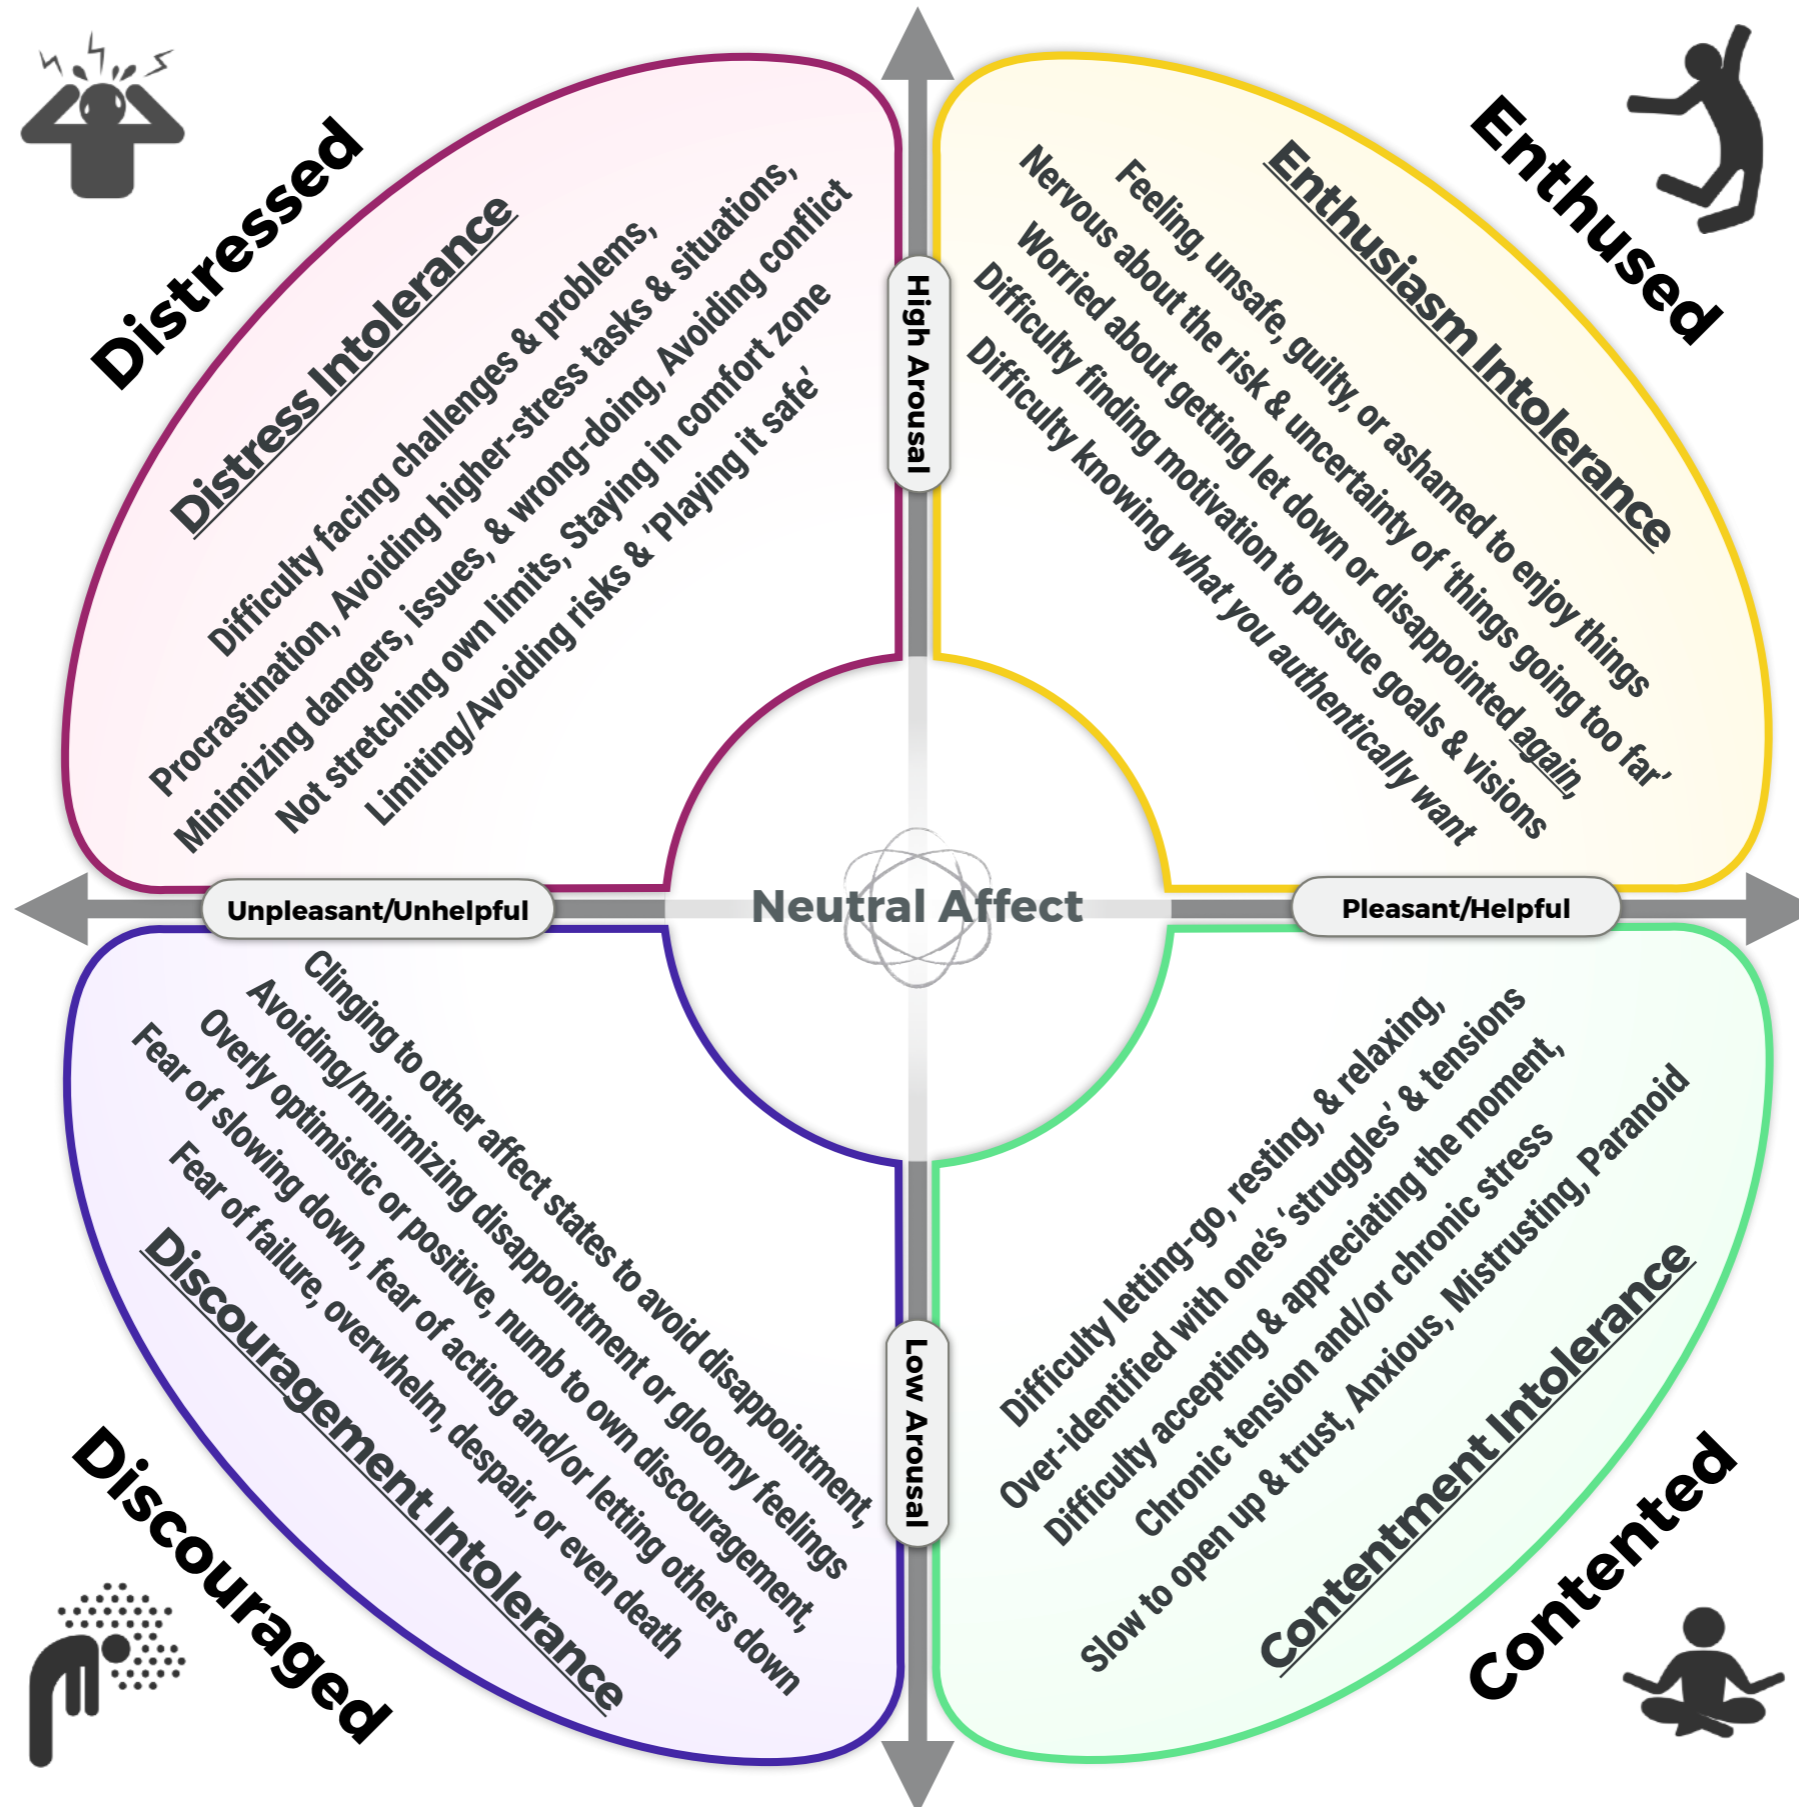 Distressed
Distress Intolerance
Difficulty facing challenges & problems,
Procrastination, Avoiding higher-stress tasks & situations,
Minimizing dangers, issues, & wrong-doing, Avoiding conflict
Not stretching own limits, Staying in comfort zone
Limiting/Avoiding risks & 'Playing it safe'
High Arousal
Enthused
Enthusiasm Intolerance
Feeling, unsafe, guilty, or ashamed to enjoy things
Nervous about the risk & uncertainty of ‘things going too far’
Worried about getting let down or disappointed again,
Difficulty finding motivation to pursue goals & visions
Difficulty knowing what you authentically want
Unpleasant/Unhelpful
Neutral Affect
Pleasant/Helpful
Clinging to other affect states to avoid disappointment,
Avoiding/minimizing disappointment or gloomy feelings
Overly optimistic or positive, numb to own discouragement,
Fear of slowing down, fear of acting and/or letting others down
Fear of failure, overwhelm, despair, or even death
Discouragement Intolerance
Discouraged
Low Arousal
Difficulty letting-go, resting, & relaxing,
Over-identified with one’s ‘struggles’ & tensions
Difficulty accepting & appreciating the moment,
Chronic tension and/or chronic stress
Slow to open up & trust, Anxious, Mistrusting, Paranoid
Contentment Intolerance
Contented